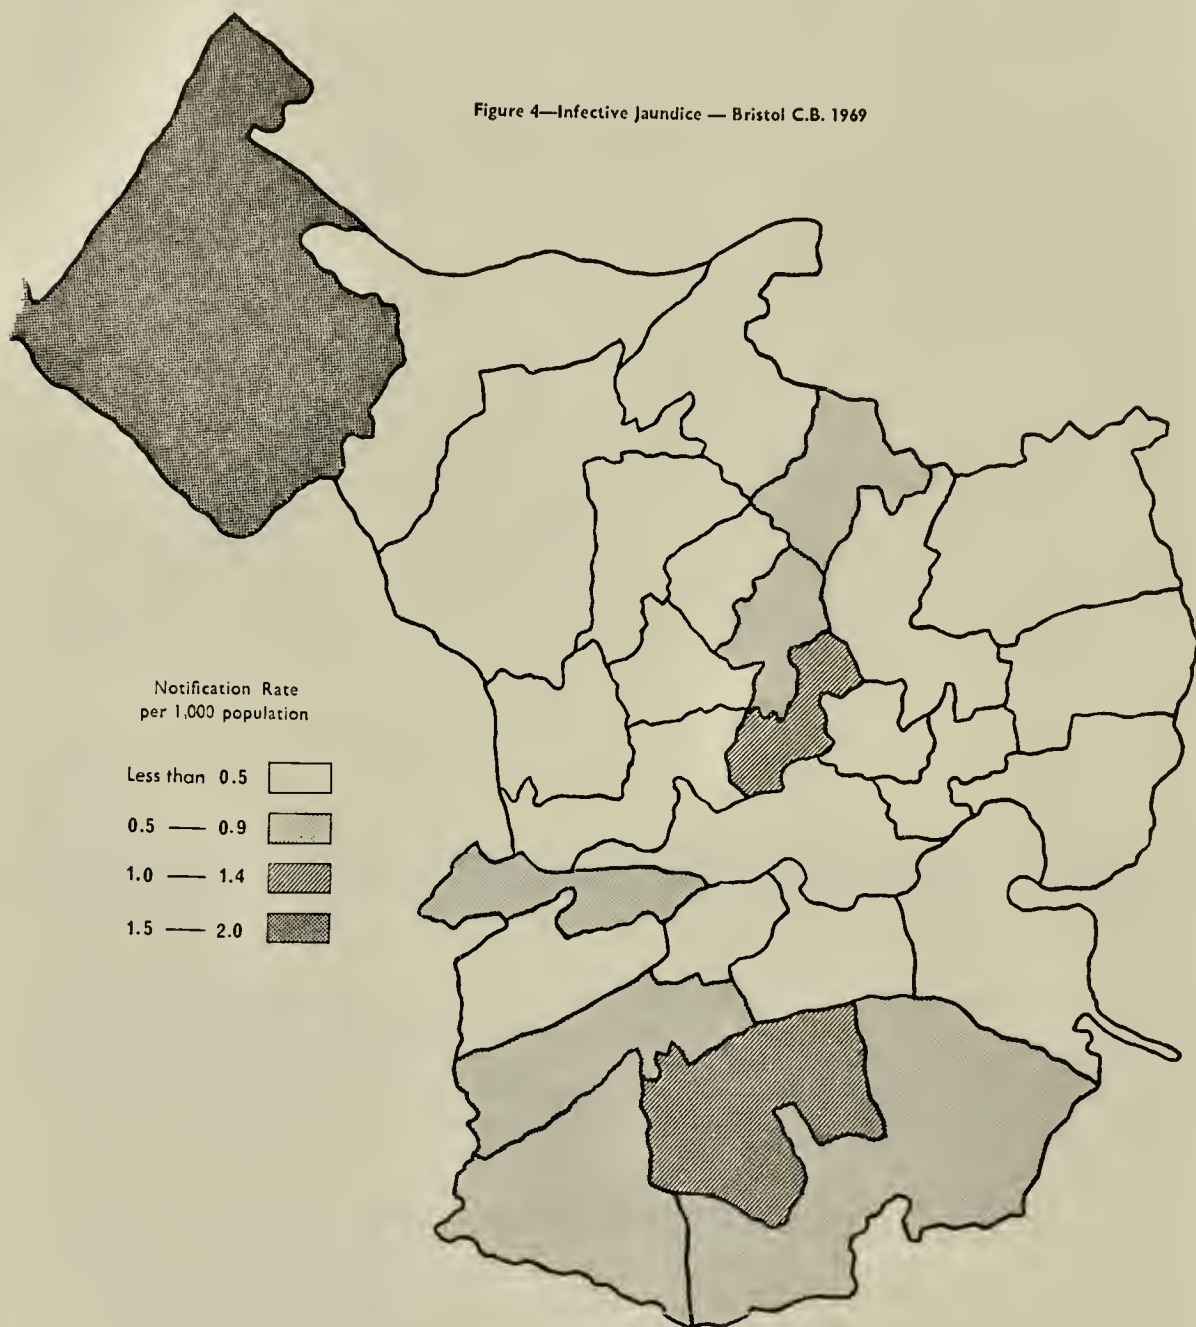 Figure 4—Infective Jaundice — Bristol C.B. 1969
Notification Rate
per 1,000 population
Less than 0.5
0.5 — 0.9
1.0 — 1.4
1.5 — 2.0